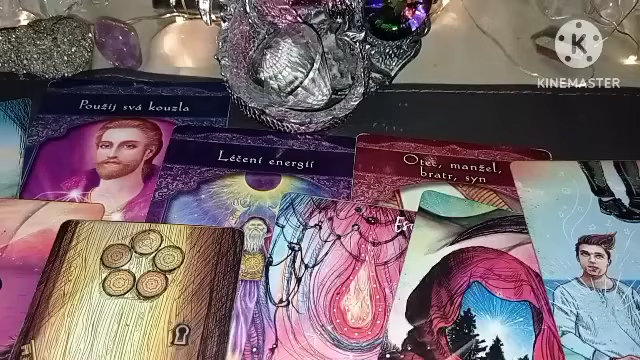 KINEMASTER
Použij svá kouzla
Léčení energií
Otec, manžel,
bratr, syn